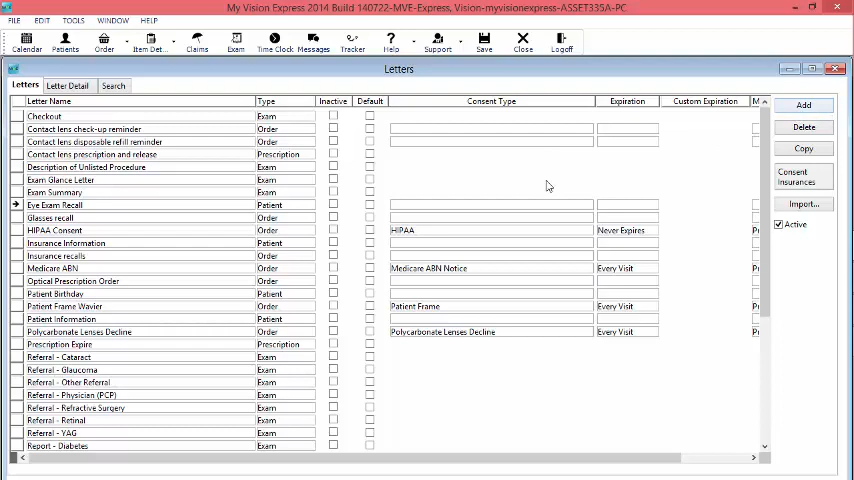 My Vision Express 2014 Build 140722-MVE-Express, Vision-myvisionexpress-ASSET335A-PC
FILE EDIT TOOLS WINDOW HELP
Calendar Patients Order Item Det... Claims Exam Time Clock Messages Tracker Help Support Save Close Logoff
Letters
Letters Letter Detail Search
Letter Name Type Inactive Default Consent Type Expiration Custom Expiration M
Checkout Exam
Contact lens check-up reminder Order
Contact lens disposable refill reminder Order
Contact lens prescription and release Prescription
Description of Unlisted Procedure Exam
Exam Glance Letter Exam
Exam Summary Exam
Eye Exam Recall Patient
Glasses recall Order
HIPAA Consent Order HIPAA Never Expires Pr
Insurance Information Patient
Insurance recalls Order
Medicare ABN Order Medicare ABN Notice Every Visit Pr
Optical Prescription Order Order
Patient Birthday Patient
Patient Frame Wavier Order Patient Frame Every Visit Pr
Patient Information Patient
Polycarbonate Lenses Decline Order Polycarbonate Lenses Decline Every Visit Pr
Prescription Expire Prescription
Referral - Cataract Exam
Referral - Glaucoma Exam
Referral - Other Referral Exam
Referral - Physician (PCP) Exam
Referral - Refractive Surgery Exam
Referral - Retinal Exam
Referral - YAG Exam
Report - Diabetes Exam
Add
Delete
Copy
Consent
Insurances
Import...
Active